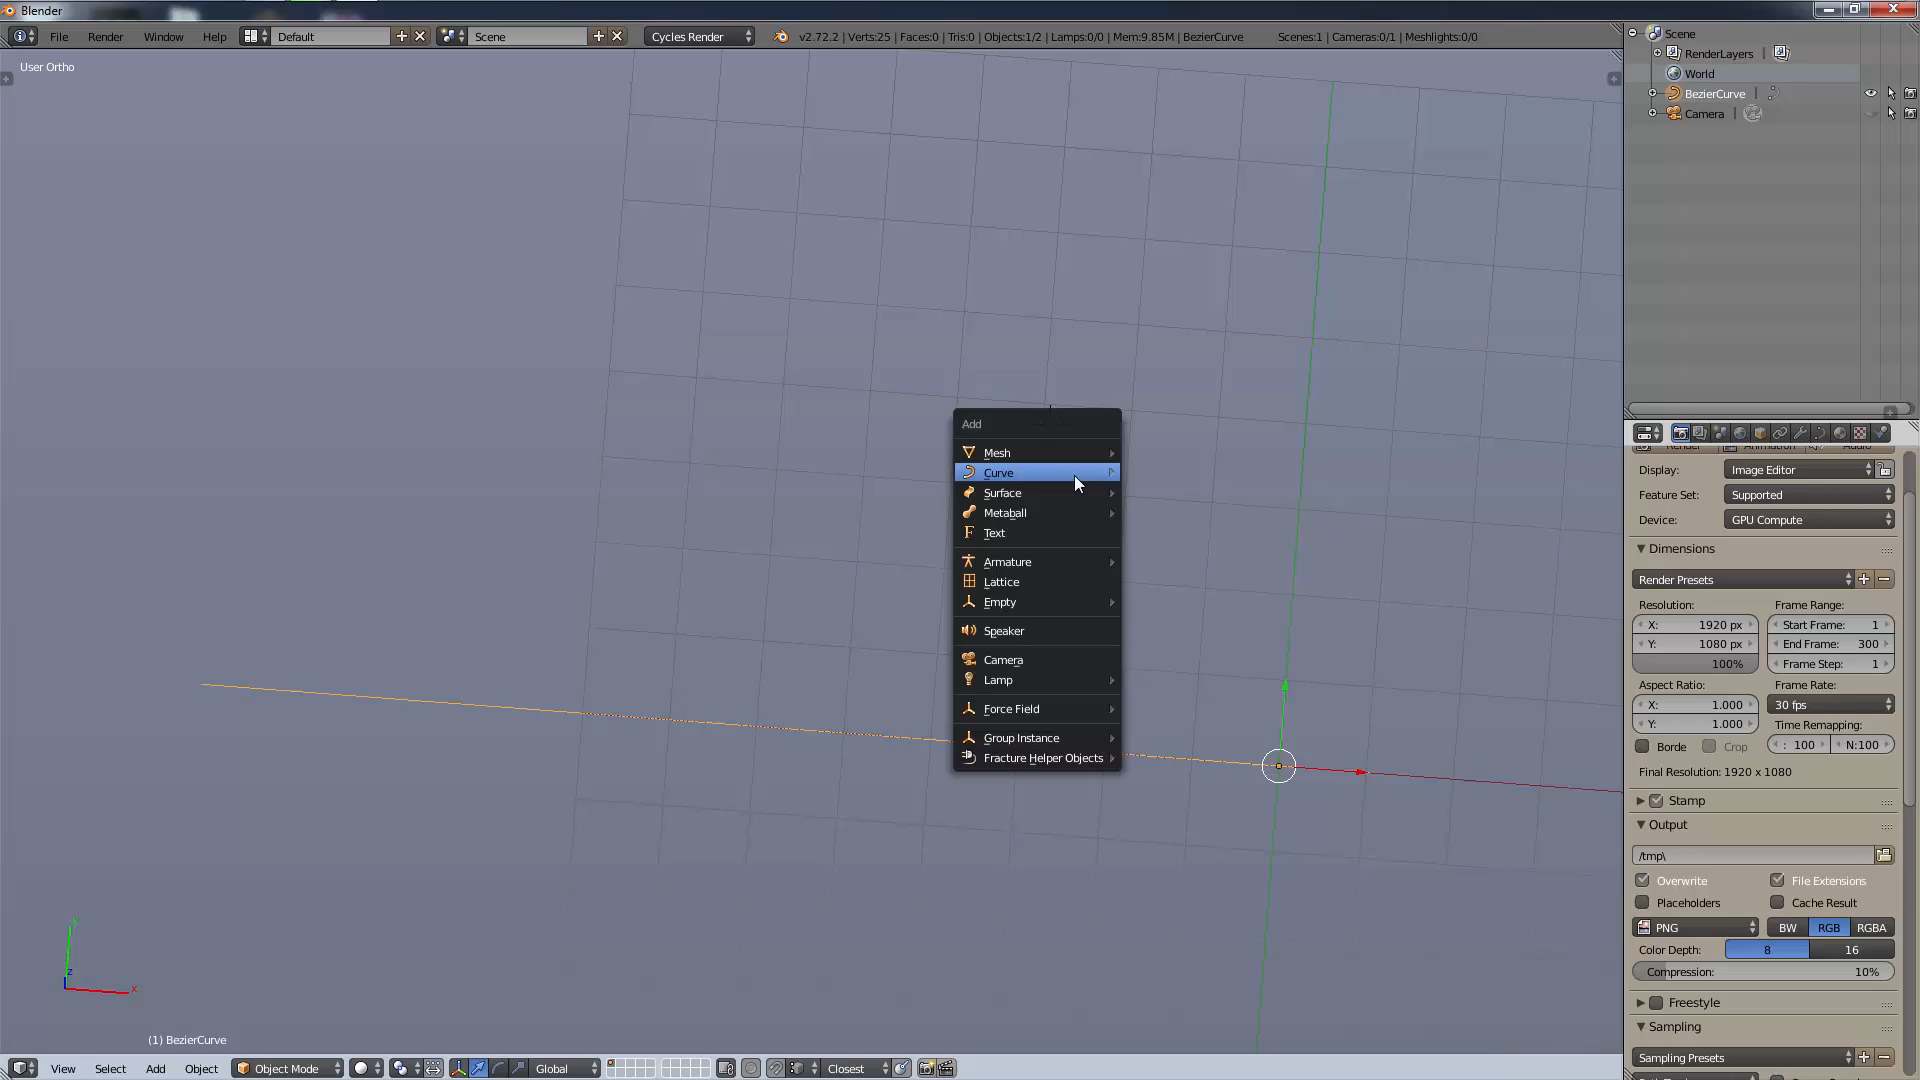 Blender
File Render Window Help Default Scene Cycles Render v2.72.2 | Verts:25 | Faces:0 | Tris:0 | Objects:1/2 | Lamps:0/0 | Mem:9.85M | BezierCurve Scenes:1 | Cameras:0/1 | Meshlights:0/0
User Ortho
Scene
RenderLayers |
World
BezierCurve |
Camera |
Add
Mesh
Curve
Surface
Metaball
Text
Armature
Lattice
Empty
Speaker
Camera
Lamp
Force Field
Group Instance
Fracture Helper Objects
Display: Image Editor
Feature Set: Supported
Device: GPU Compute
Dimensions
Render Presets
Resolution: Frame Range:
X: 1920 px Start Frame: 1
Y: 1080 px End Frame: 300
100% Frame Step: 1
Aspect Ratio: Frame Rate:
X: 1.000 30 fps
Y: 1.000 Time Remapping:
Borde Crop : 100 N:100
Final Resolution: 1920 x 1080
Stamp
Output
/tmp\
Overwrite File Extensions
Placeholders Cache Result
PNG BW RGB RGBA
Color Depth: 8 16
Compression: 10%
Freestyle
Sampling
Sampling Presets
Y
Z
X
(1) BezierCurve
View Select Add Object Object Mode Global Closest